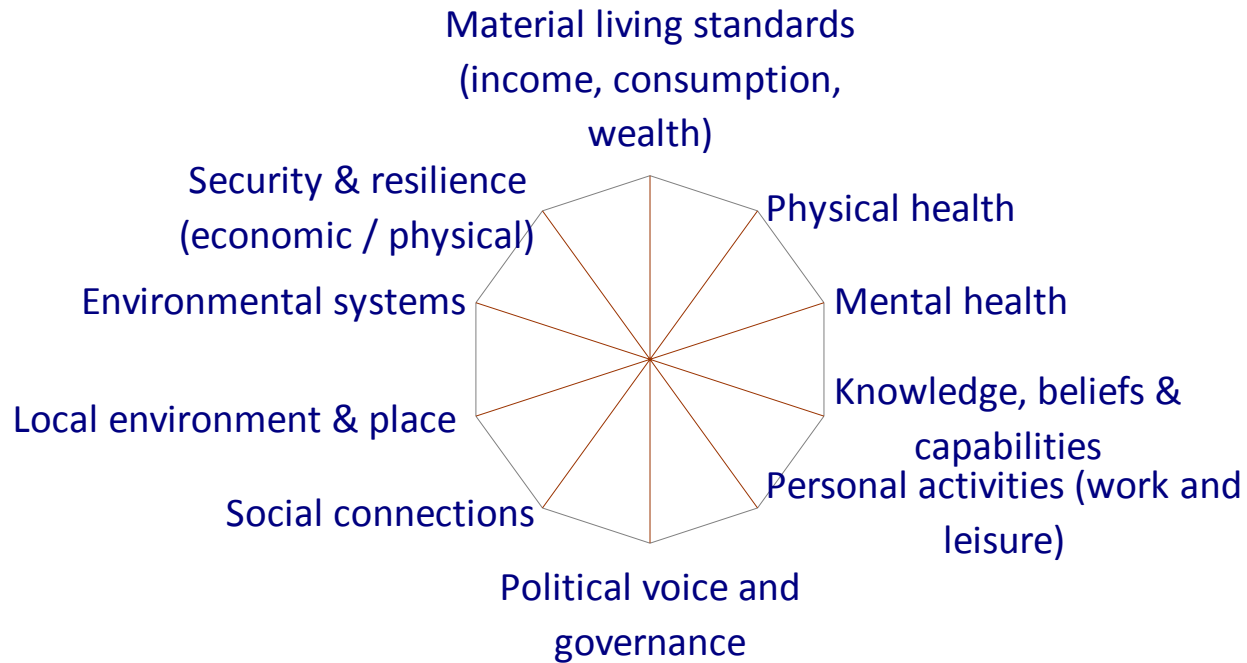 Material living standards
(income, consumption,
wealth)
Physical health
Mental health
Knowledge, beliefs &
capabilities
Personal activities (work and
leisure)
Political voice and
governance
Social connections
Local environment & place
Environmental systems
Security & resilience
(economic / physical)